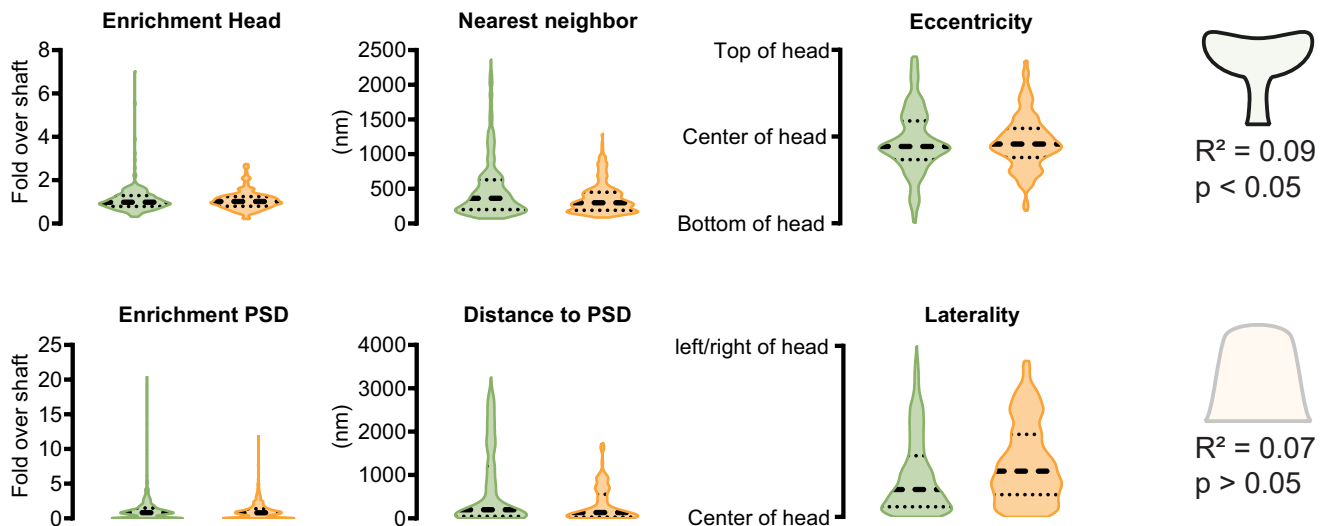 Enrichment Head
Fold over shaft
8
6
4
2
0
Nearest neighbor
(nm)
2500
2000
1500
1000
500
0
Eccentricity
Top of head
Center of head
Bottom of head
R² = 0.09
p < 0.05
Enrichment PSD
Fold over shaft
25
20
15
10
5
0
Distance to PSD
(nm)
4000
3000
2000
1000
0
Laterality
left/right of head
Center of head
R² = 0.07
p > 0.05